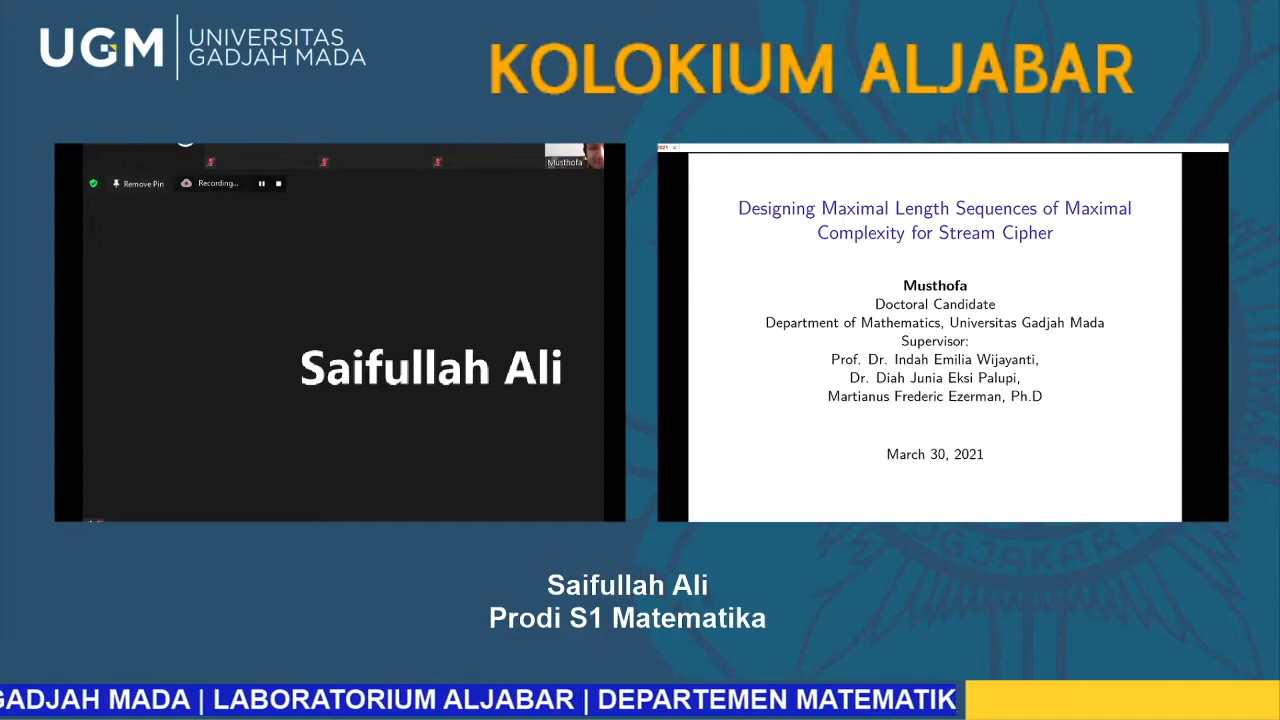 UGM
UNIVERSITAS
GADJAH MADA
KOLOKIUM ALJABAR
Musthofa
Remove Pin
Recording...
Saifullah Ali
2021
Designing Maximal Length Sequences of Maximal
Complexity for Stream Cipher
Musthofa
Doctoral Candidate
Department of Mathematics, Universitas Gadjah Mada
Supervisor:
Prof. Dr. Indah Emilia Wijayanti,
Dr. Diah Junia Eksi Palupi,
Martianus Frederic Ezerman, Ph.D
March 30, 2021
Saifullah Ali
Prodi S1 Matematika
GADJAH MADA | LABORATORIUM ALJABAR | DEPARTEMEN MATEMATIK